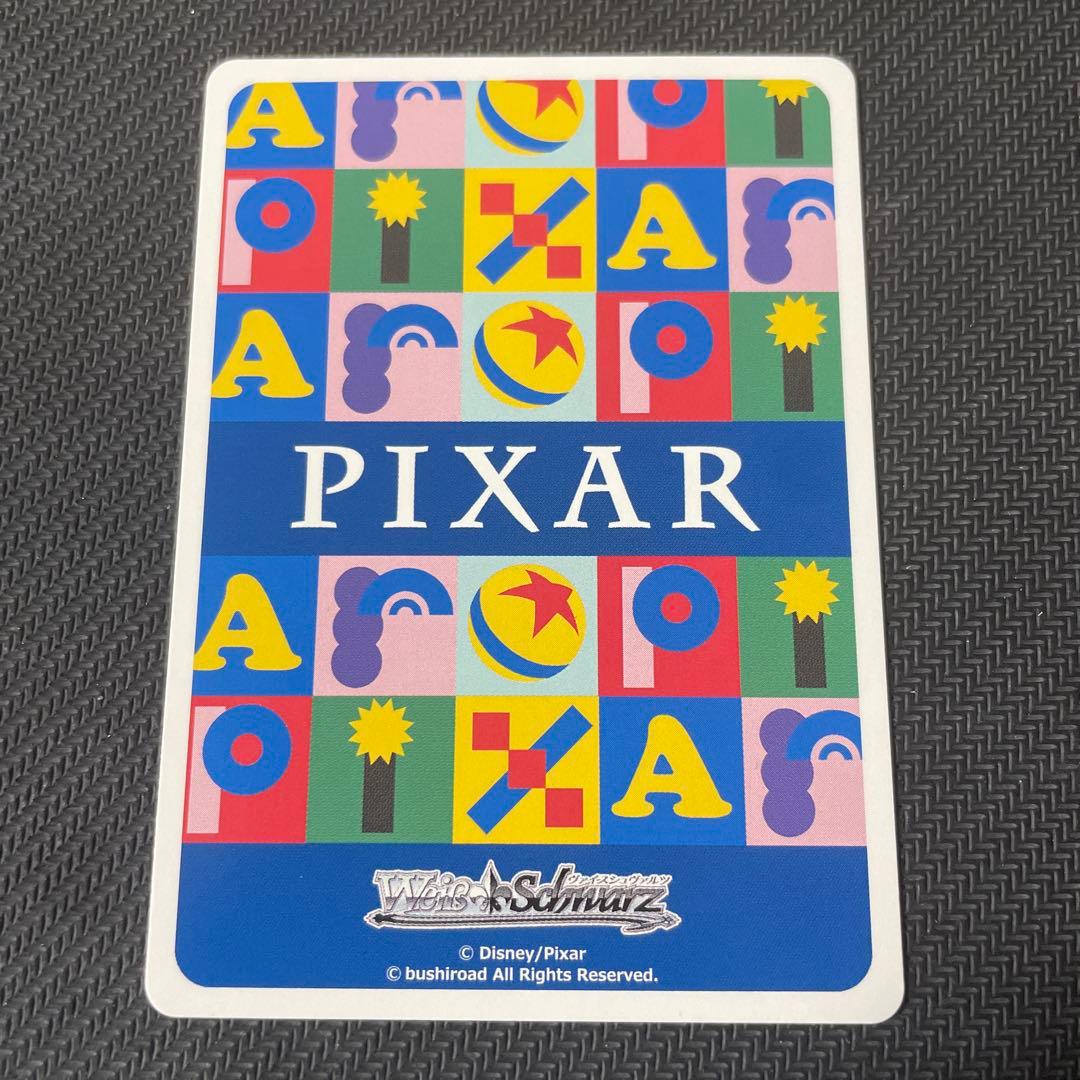 PIXAR
ヴァイスシュヴァルツ
Weiß Schwarz
© Disney/Pixar
© bushiroad All Rights Reserved.